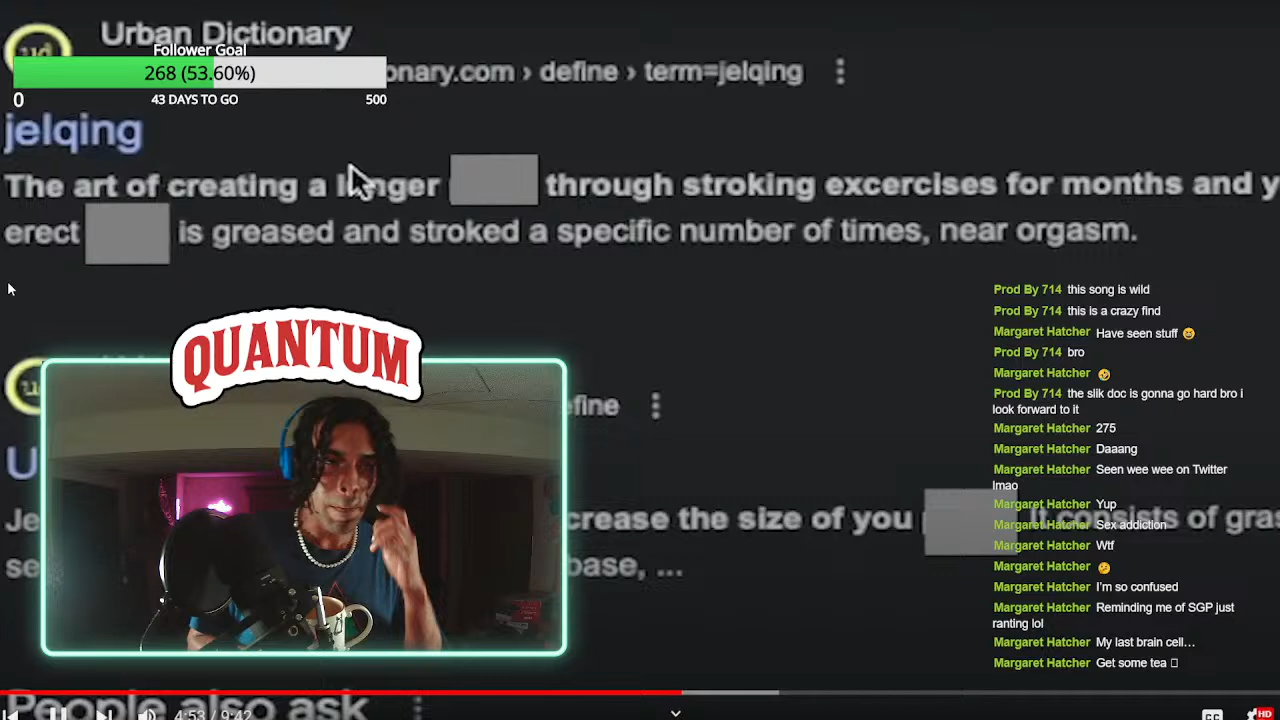 Urban Dictionary
Follower Goal
268 (53.60%)
onary.com › define › term=jelqing
0
43 DAYS TO GO
500
jelqing
The art of creating a longer through stroking excercises for months and y
erect is greased and stroked a specific number of times, near orgasm.
Prod By 714 this song is wild
Prod By 714 this is a crazy find
Margaret Hatcher Have seen stuff 😆
Prod By 714 bro
Margaret Hatcher 🤣
Prod By 714 the slik doc is gonna go hard bro i
look forward to it
Margaret Hatcher 275
Margaret Hatcher Daaang
Margaret Hatcher Seen wee wee on Twitter
lmao
Margaret Hatcher Yup
Margaret Hatcher Sex addiction
Margaret Hatcher Wtf
Margaret Hatcher 🤔
Margaret Hatcher I’m so confused
Margaret Hatcher Reminding me of SGP just
ranting lol
Margaret Hatcher My last brain cell…
Margaret Hatcher Get some tea
QUANTUM
efine
U
Je
crease the size of you
sists of gra
se
base, ...
People also ask
4:53 / 9:42
CC
HD